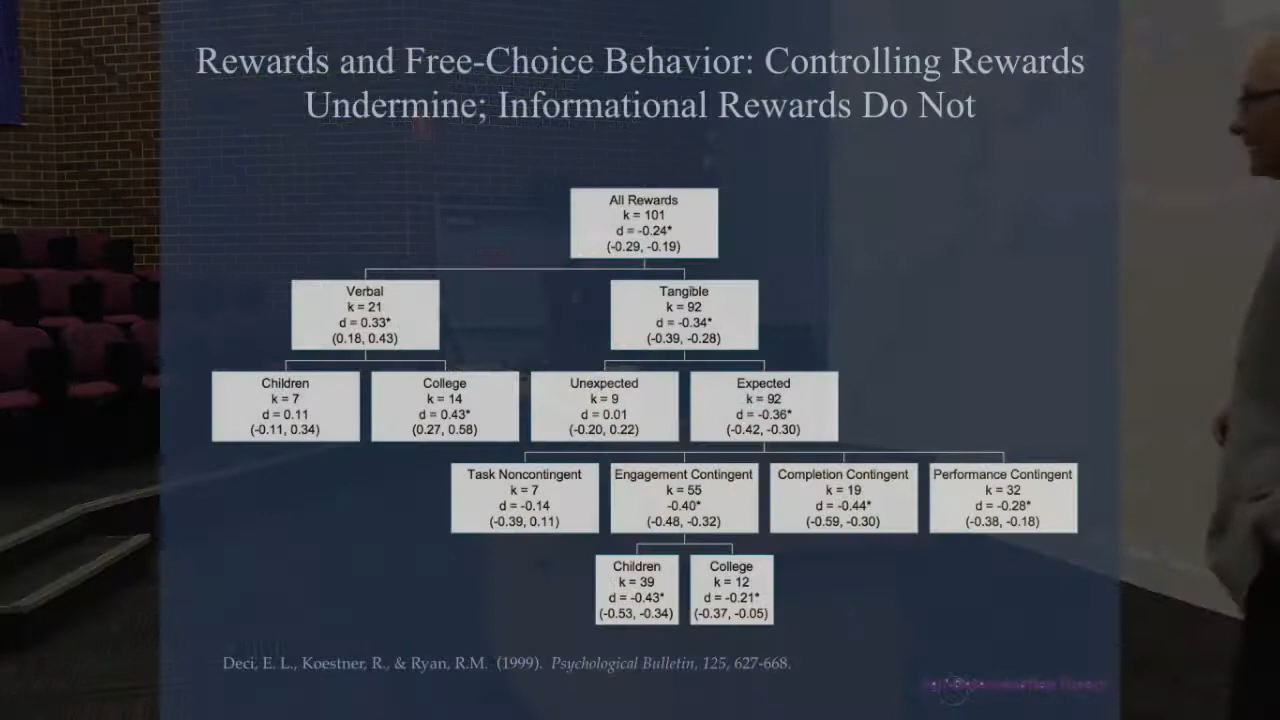 Rewards and Free-Choice Behavior: Controlling Rewards
Undermine; Informational Rewards Do Not
All Rewards
k = 101
d = -0.24*
(-0.29, -0.19)
Verbal
k = 21
d = 0.33*
(0.18, 0.43)
Tangible
k = 92
d = -0.34*
(-0.39, -0.28)
Children
k = 7
d = 0.11
(-0.11, 0.34)
College
k = 14
d = 0.43*
(0.27, 0.58)
Unexpected
k = 9
d = 0.01
(-0.20, 0.22)
Expected
k = 92
d = -0.36*
(-0.42, -0.30)
Task Noncontingent
k = 7
d = -0.14
(-0.39, 0.11)
Engagement Contingent
k = 55
-0.40*
(-0.48, -0.32)
Completion Contingent
k = 19
d = -0.44*
(-0.59, -0.30)
Performance Contingent
k = 32
d = -0.28*
(-0.38, -0.18)
Children
k = 39
d = -0.43*
(-0.53, -0.34)
College
k = 12
d = -0.21*
(-0.37, -0.05)
Deci, E. L., Koestner, R., & Ryan, R.M. (1999). Psychological Bulletin, 125, 627-668.